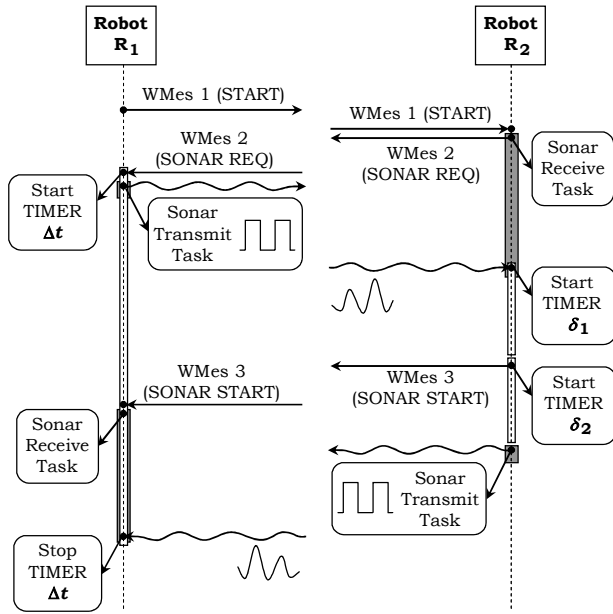 Robot
R1
Robot
R2
WMes 1 (START)
WMes 1 (START)
WMes 2
(SONAR REQ)
WMes 2
(SONAR REQ)
Sonar
Receive
Task
Start
TIMER
Δt
Sonar
Transmit
Task
Start
TIMER
δ1
WMes 3
(SONAR START)
WMes 3
(SONAR START)
Start
TIMER
δ2
Sonar
Receive
Task
Sonar
Transmit
Task
Stop
TIMER
Δt